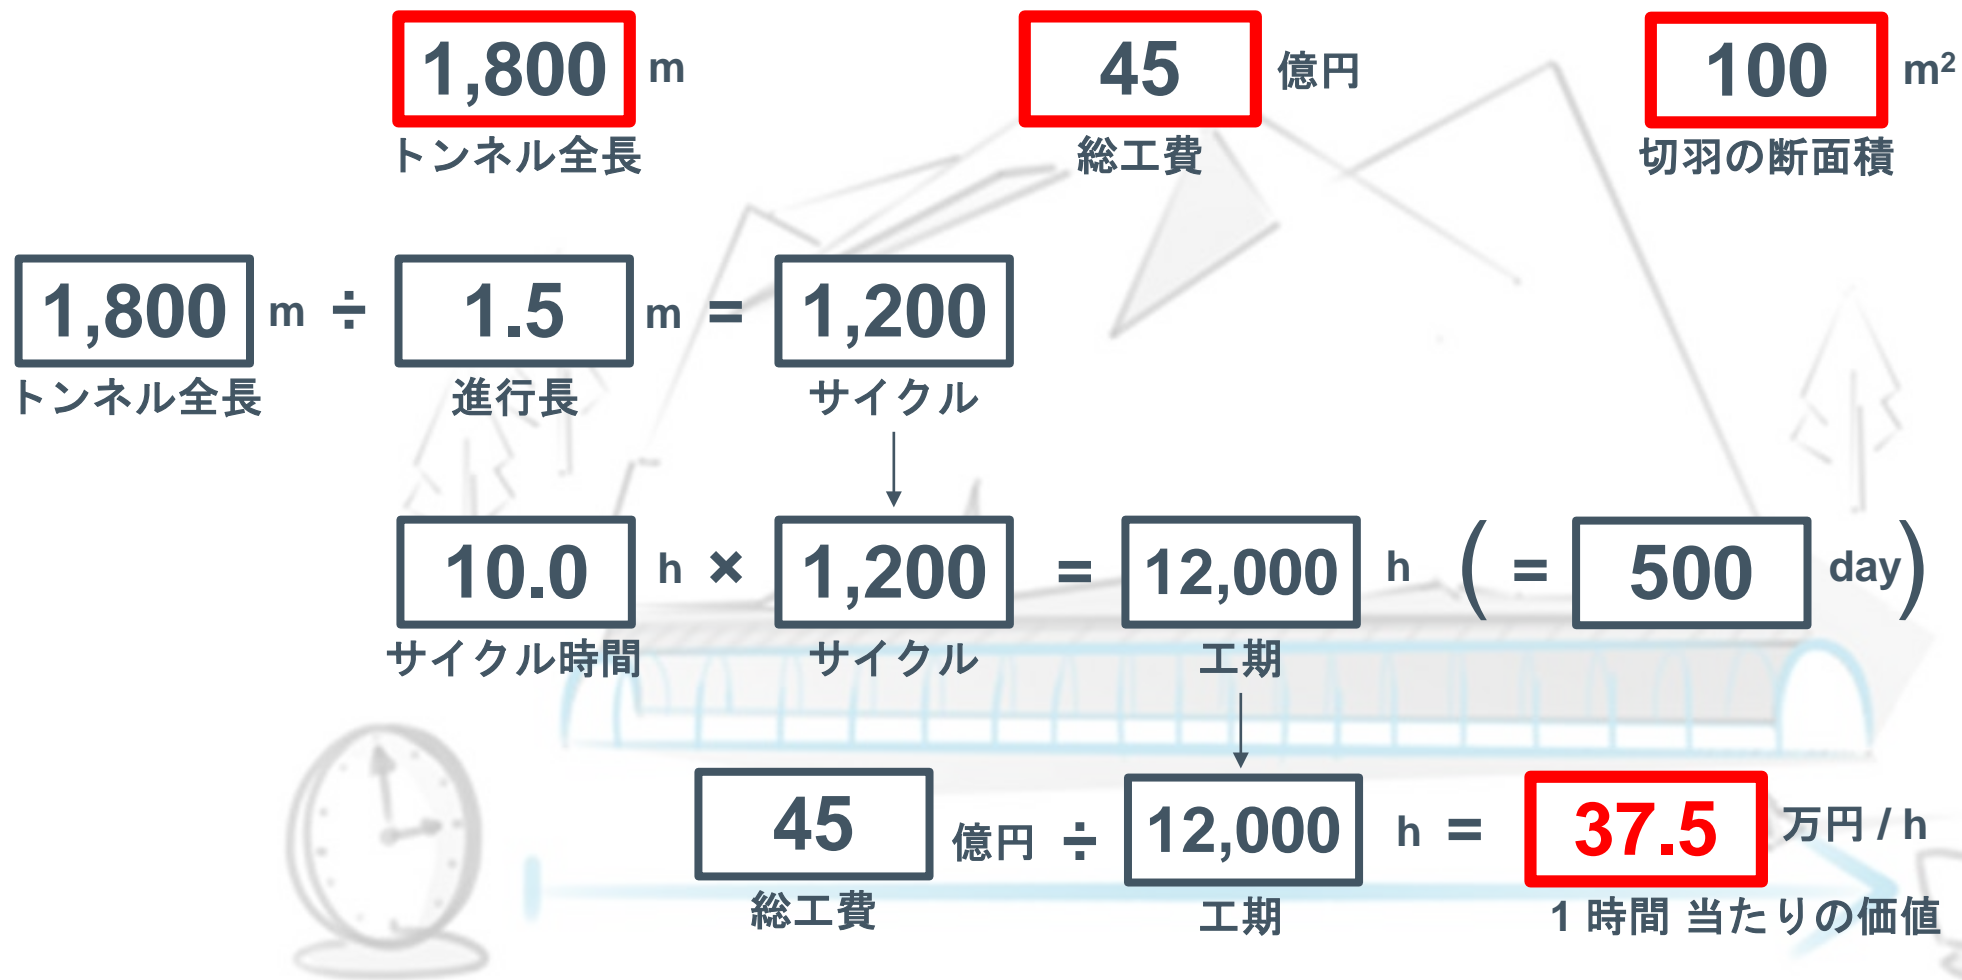 1,800 m 45 億円 100 m²
トンネル全長 総工費 切羽の断面積
1,800 m ÷ 1.5 m = 1,200
トンネル全長 進行長 サイクル
10.0 h × 1,200 = 12,000 h ( = 500 day)
サイクル時間 サイクル 工期
45 億円 ÷ 12,000 h = 37.5 万円 / h
総工費 工期 1 時間 当たりの価値